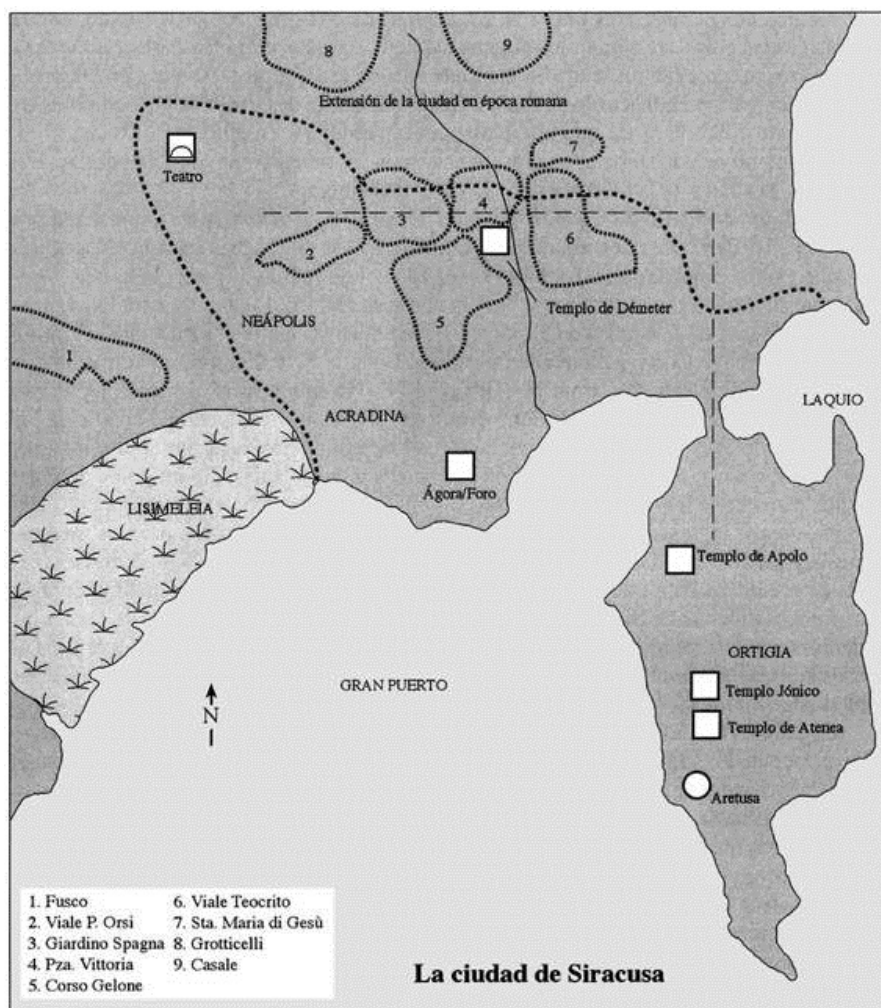 8
9
Extensión de la ciudad en época romana
7
Teatro
4
3
6
2
Templo de Démeter
NEÁPOLIS
5
1
LAQUIO
ACRADINA
Ágora/Foro
LISIMELEIA
Templo de Apolo
ORTIGIA
GRAN PUERTO
Templo Jónico
N
Templo de Atenea
Aretusa
1. Fusco
2. Viale P. Orsi
3. Giardino Spagna
4. Pza. Vittoria
5. Corso Gelone
6. Viale Teocrito
7. Sta. Maria di Gesù
8. Grotticelli
9. Casale
La ciudad de Siracusa